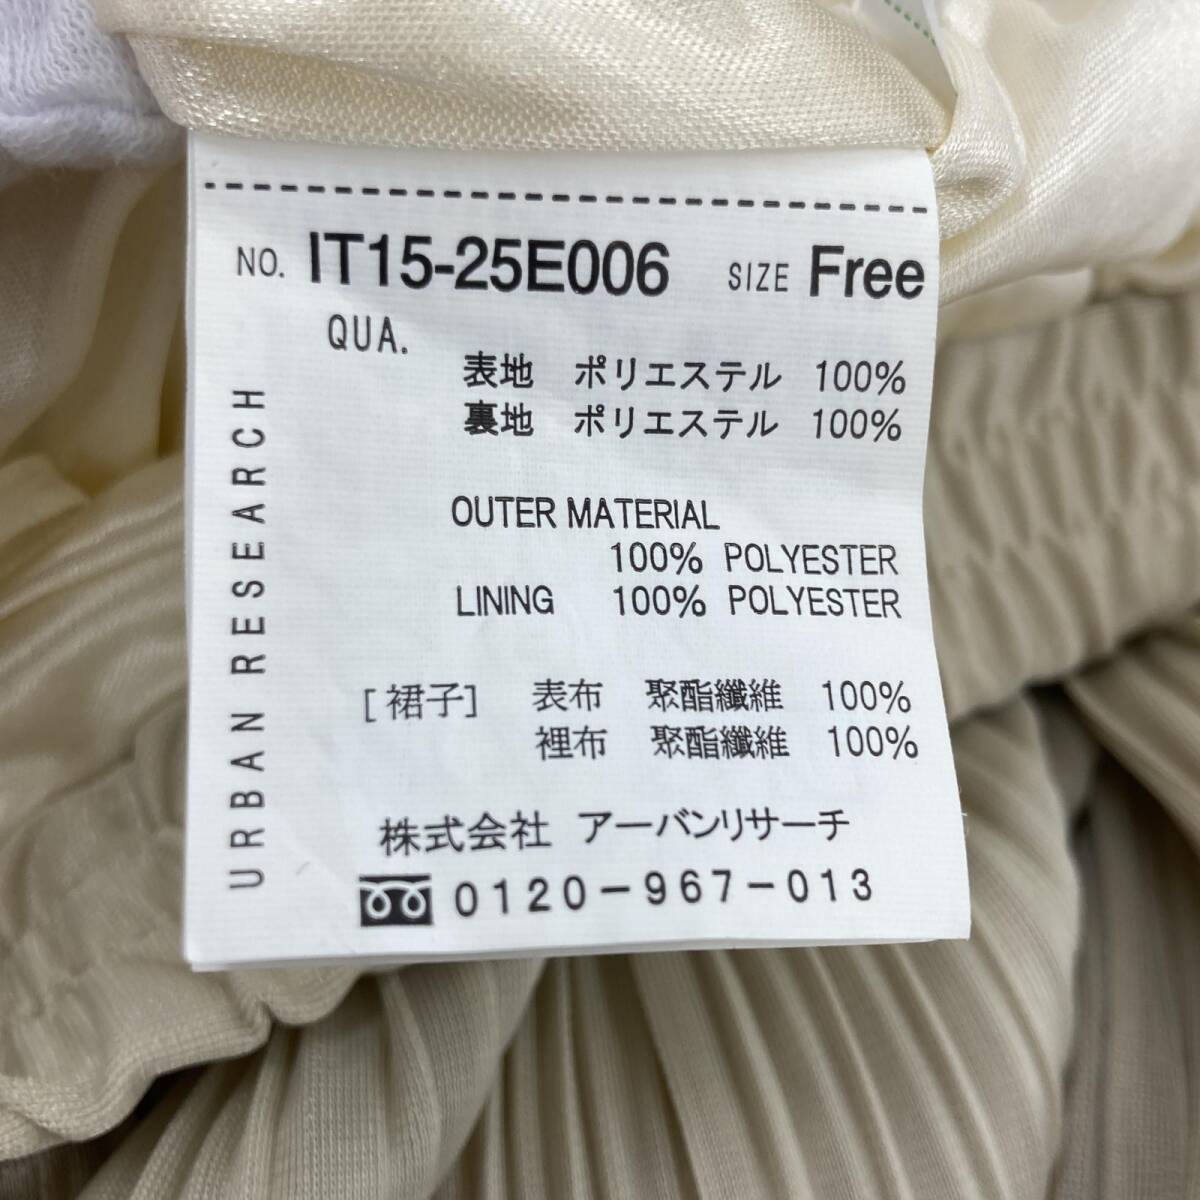 NO. IT15-25E006 SIZE Free
QUA.
表地 ポリエステル 100%
裏地 ポリエステル 100%
OUTER MATERIAL
100% POLYESTER
LINING 100% POLYESTER
[裙子] 表布 聚酯纖維 100%
裡布 聚酯纖維 100%
株式会社 アーバンリサーチ
0120-967-013
URBAN RESEARCH